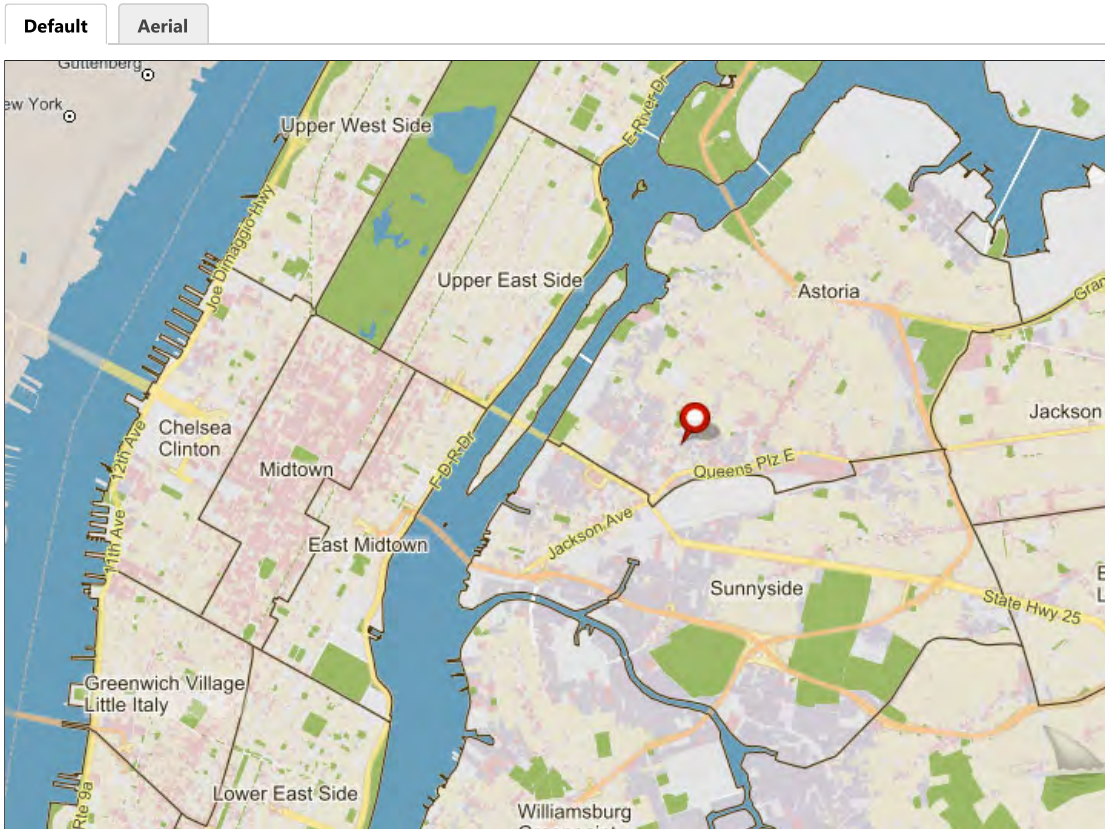 Default
Aerial
Guttenberg
ew York
E River Dr
Upper West Side
Joe Dimaggio Hwy
Upper East Side
Astoria
Gran
Jackson
12th Ave
Chelsea
Clinton
Midtown
F D R Dr
Queens Plz E
11th Ave
Jackson Ave
East Midtown
Sunnyside
State Hwy 25
Greenwich Village
Little Italy
Rte 9a
Lower East Side
Williamsburg